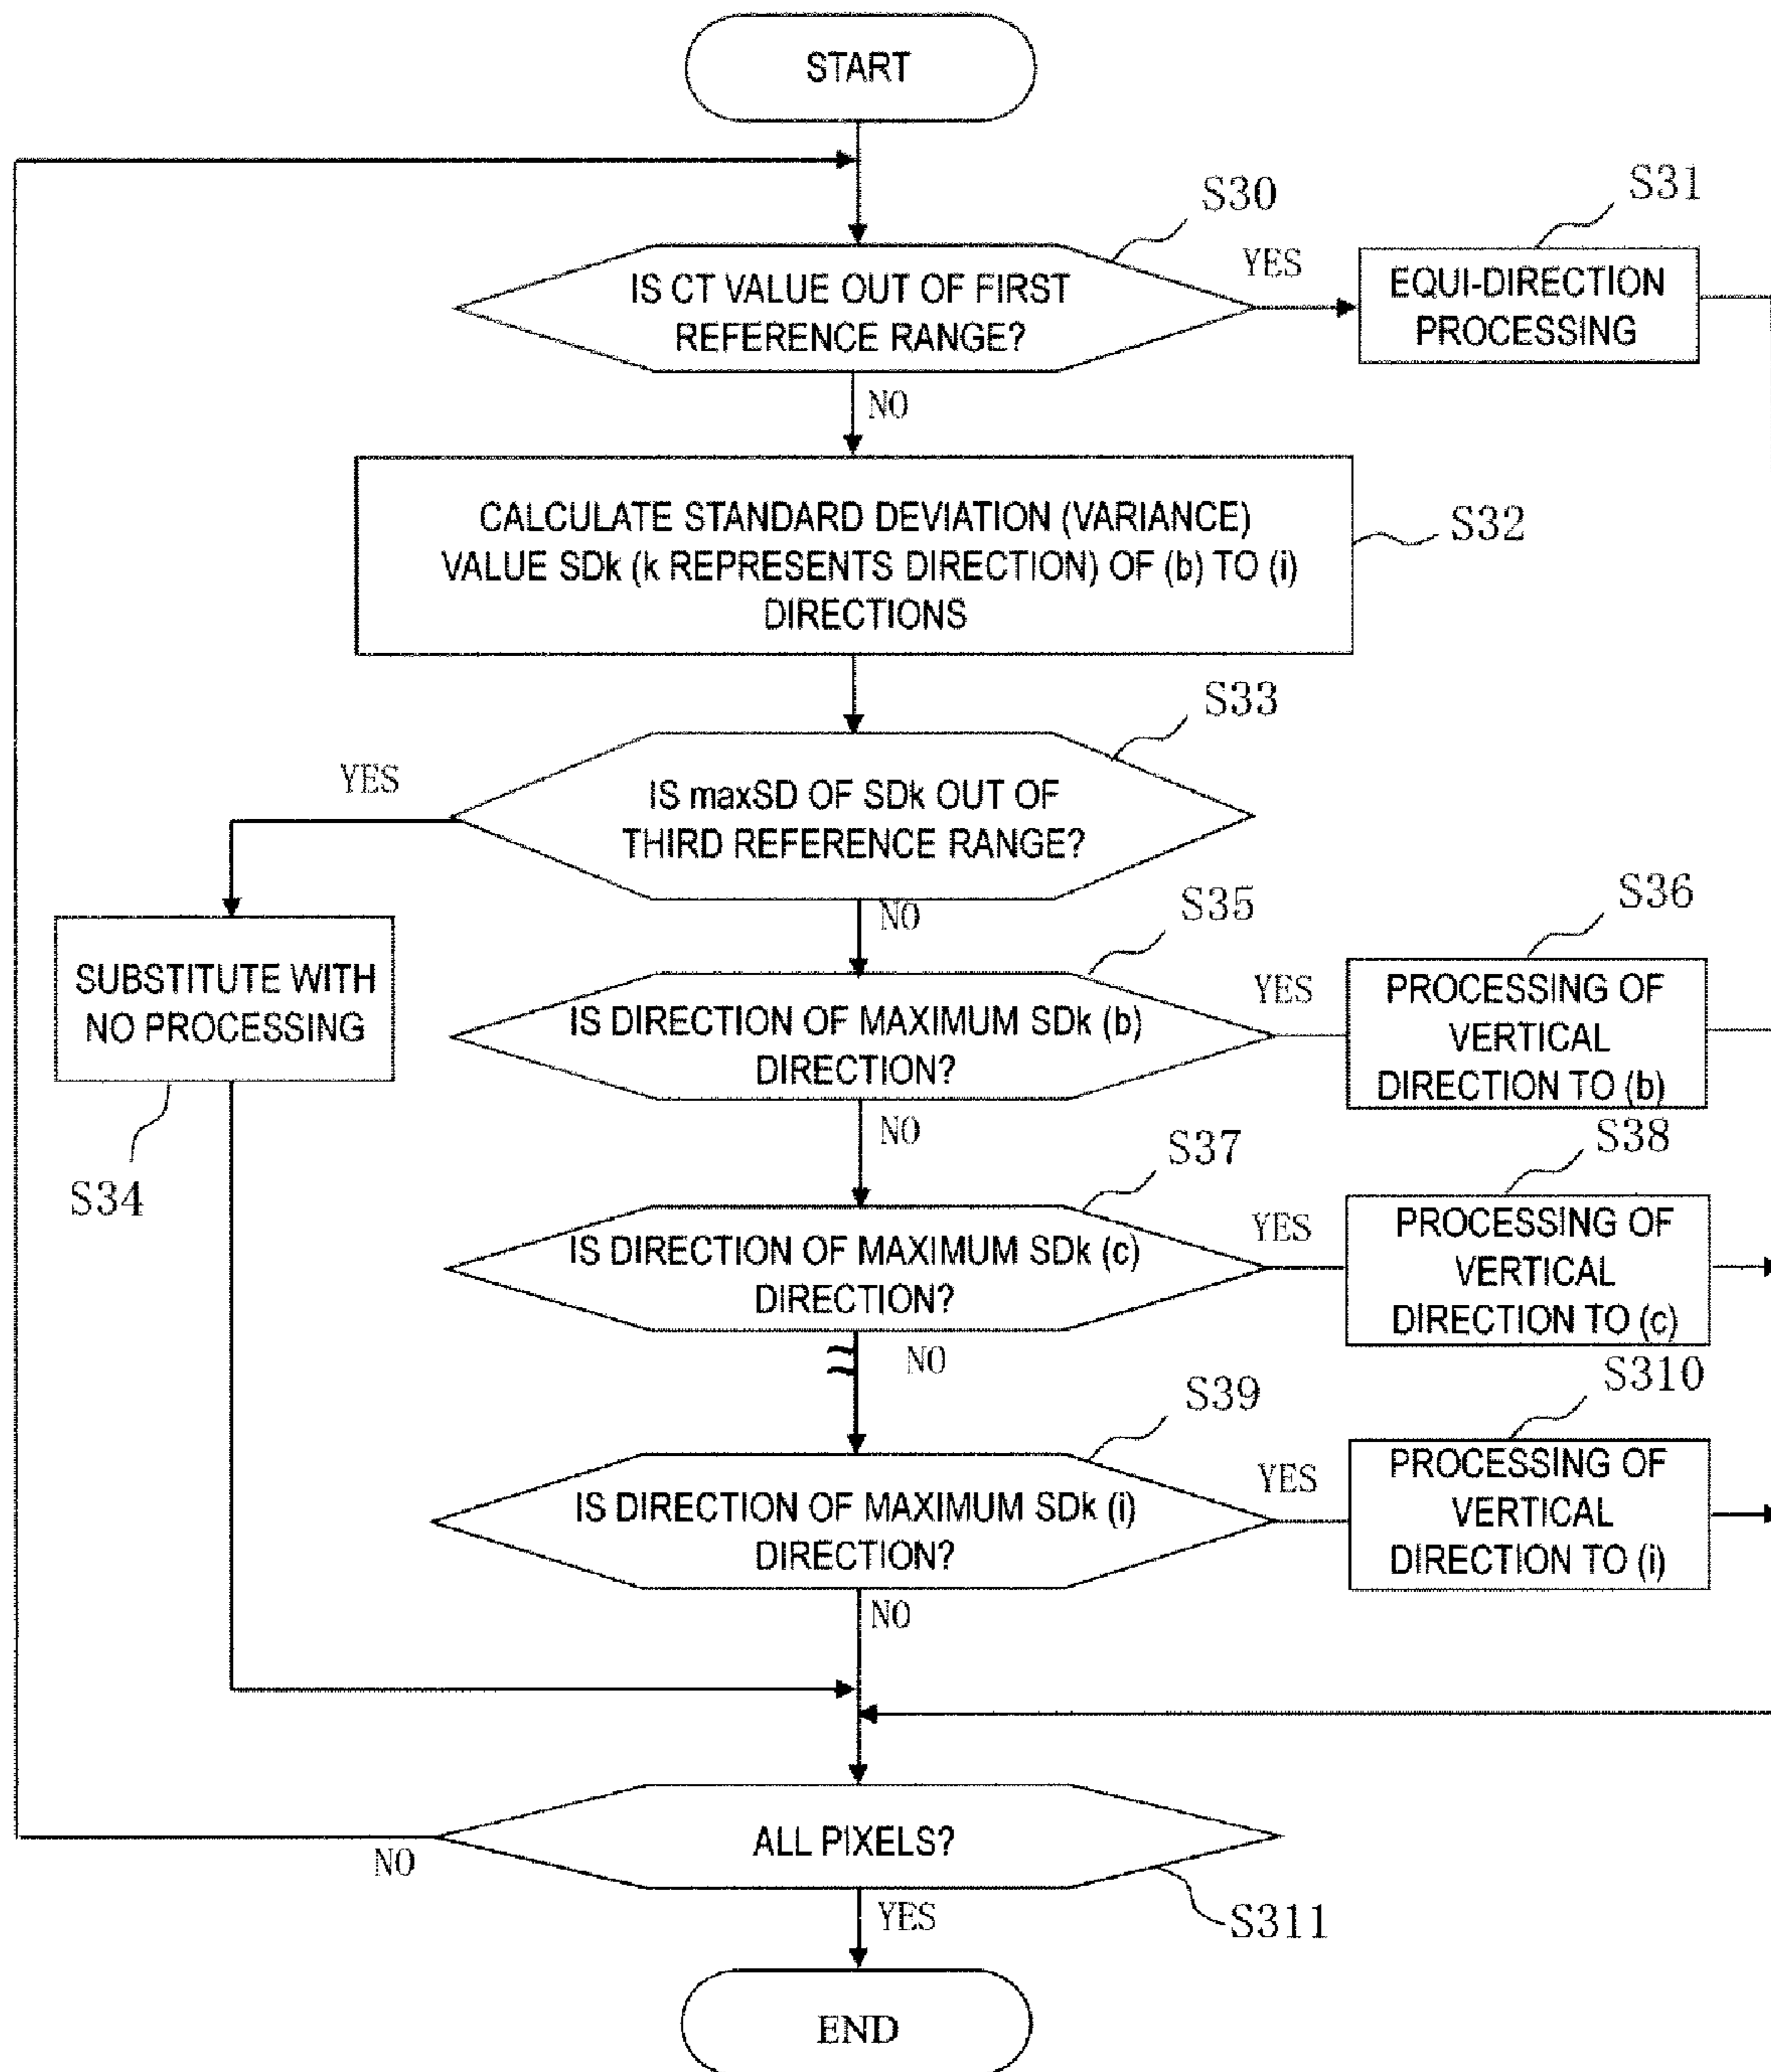 START
S30
IS CT VALUE OUT OF FIRST
REFERENCE RANGE?
YES
S31
EQUI-DIRECTION
PROCESSING
NO
CALCULATE STANDARD DEVIATION (VARIANCE)
VALUE SDk (k REPRESENTS DIRECTION) OF (b) TO (i)
DIRECTIONS
S32
S33
YES
IS maxSD OF SDk OUT OF
THIRD REFERENCE RANGE?
NO
SUBSTITUTE WITH
NO PROCESSING
S34
S35
IS DIRECTION OF MAXIMUM SDk (b)
DIRECTION?
YES
S36
PROCESSING OF
VERTICAL
DIRECTION TO (b)
NO
S37
IS DIRECTION OF MAXIMUM SDk (c)
DIRECTION?
YES
S38
PROCESSING OF
VERTICAL
DIRECTION TO (c)
NO
S39
IS DIRECTION OF MAXIMUM SDk (i)
DIRECTION?
YES
S310
PROCESSING OF
VERTICAL
DIRECTION TO (i)
NO
ALL PIXELS?
NO
S311
YES
END